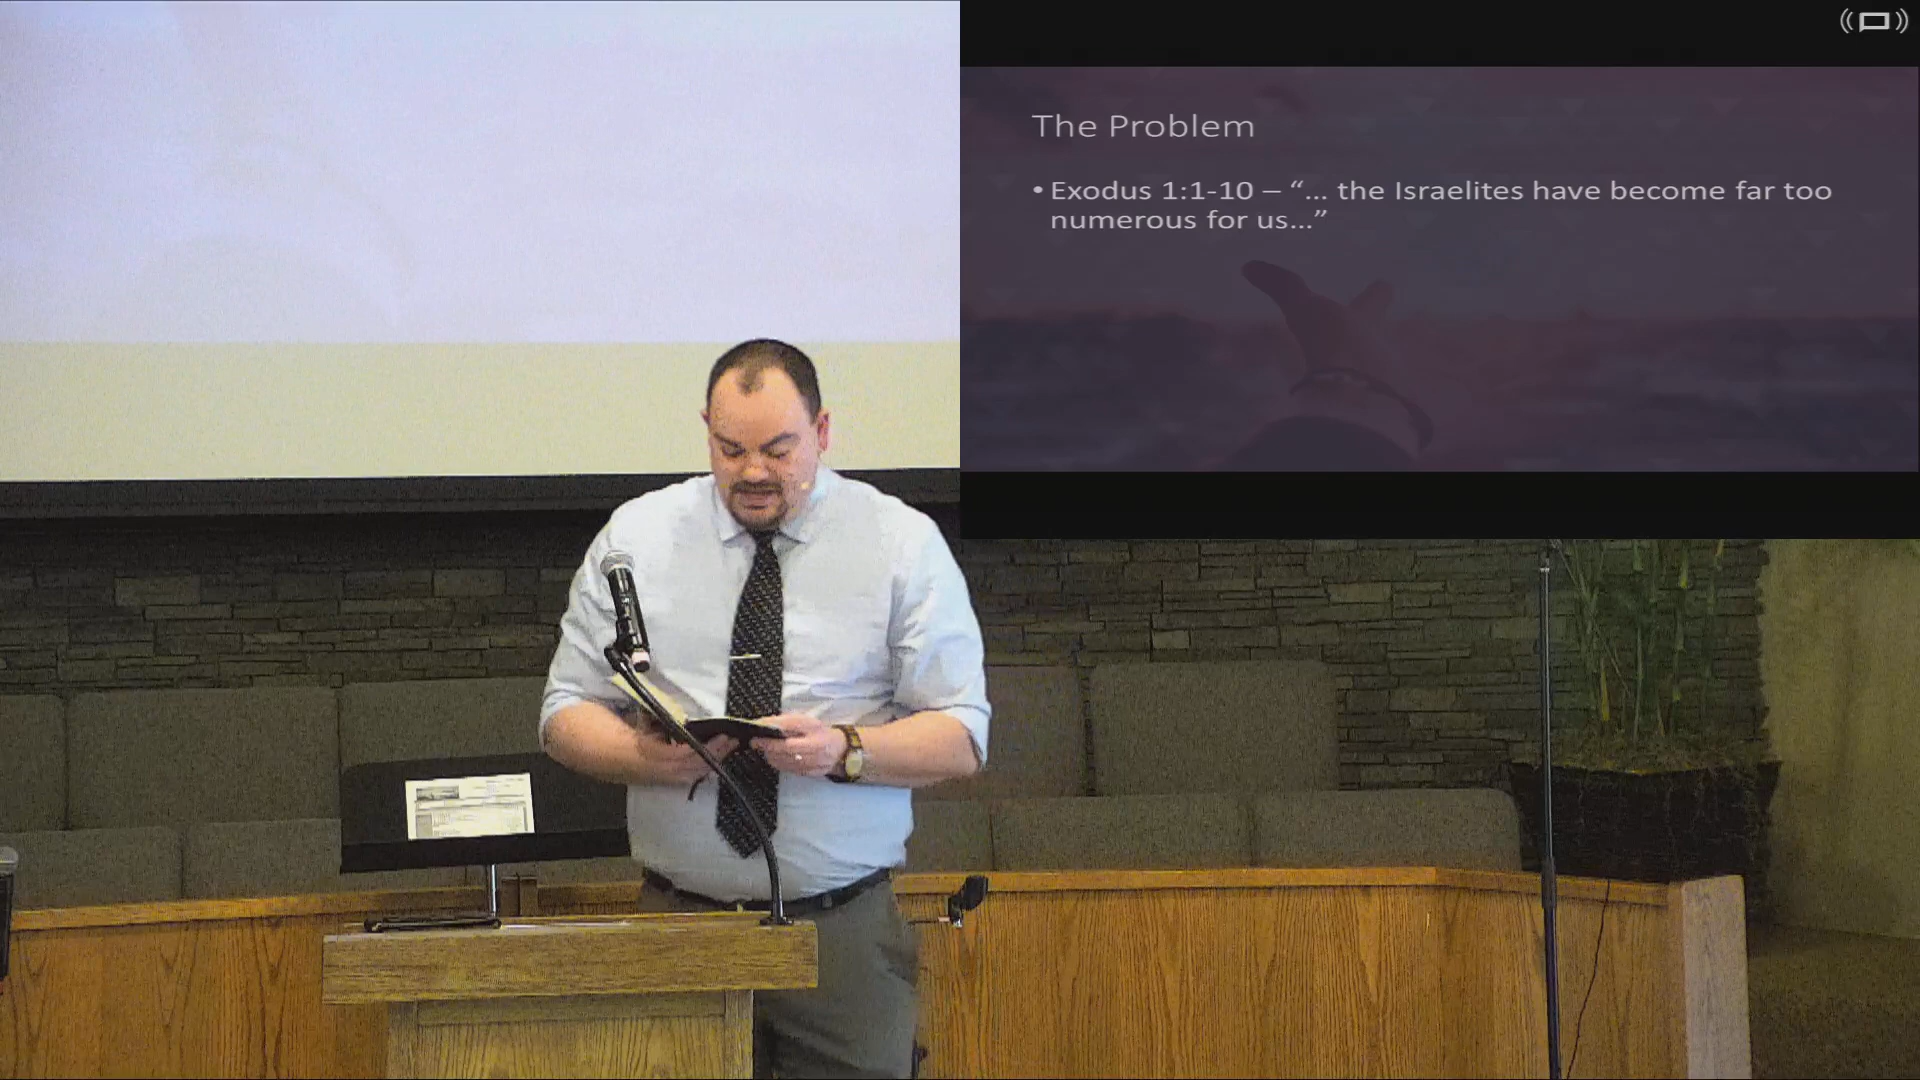 The Problem
• Exodus 1:1-10 – “... the Israelites have become far too
numerous for us...”